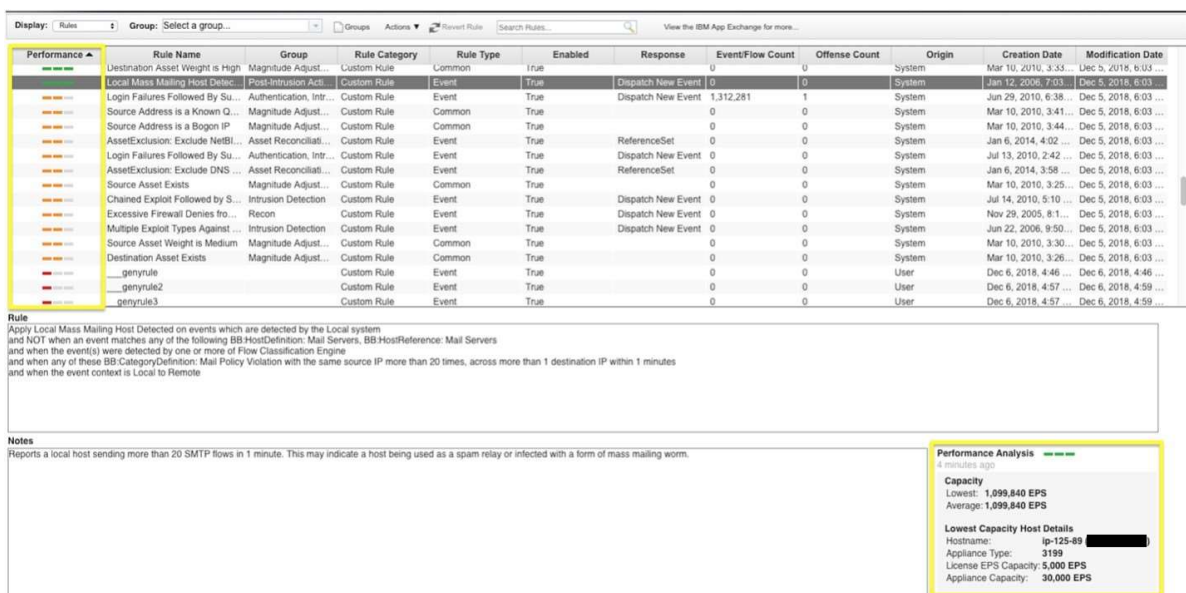 Display: Rules Group: Select a group... Groups Actions ▼ Revert Rule Search Rules... View the IBM App Exchange for more...
Performance ▲ Rule Name Group Rule Category Rule Type Enabled Response Event/Flow Count Offense Count Origin Creation Date Modification Date
Destination Asset Weight is High Magnitude Adjust... Custom Rule Common True 0 0 System Mar 10, 2010, 3:33... Dec 5, 2018, 6:03 ...
Local Mass Mailing Host Detec... Post-Intrusion Acti... Custom Rule Event True Dispatch New Event 0 0 System Jan 12, 2006, 7:03... Dec 5, 2018, 6:03 ...
Login Failures Followed By Su... Authentication, Intr... Custom Rule Event True Dispatch New Event 1,312,281 1 System Jun 29, 2010, 6:38... Dec 5, 2018, 6:03 ...
Source Address is a Known Q... Magnitude Adjust... Custom Rule Common True 0 0 System Mar 10, 2010, 3:41... Dec 5, 2018, 6:03 ...
Source Address is a Bogon IP Magnitude Adjust... Custom Rule Common True 0 0 System Mar 10, 2010, 3:44... Dec 5, 2018, 6:03 ...
AssetExclusion: Exclude NetBI... Asset Reconciliati... Custom Rule Event True ReferenceSet 0 0 System Jan 6, 2014, 4:02 ... Dec 5, 2018, 6:03 ...
Login Failures Followed By Su... Authentication, Intr... Custom Rule Event True Dispatch New Event 0 0 System Jul 13, 2010, 2:42 ... Dec 5, 2018, 6:03 ...
AssetExclusion: Exclude DNS ... Asset Reconciliati... Custom Rule Event True ReferenceSet 0 0 System Jan 6, 2014, 3:58 ... Dec 5, 2018, 6:03 ...
Source Asset Exists Magnitude Adjust... Custom Rule Common True 0 0 System Mar 10, 2010, 3:25... Dec 5, 2018, 6:03 ...
Chained Exploit Followed by S... Intrusion Detection Custom Rule Event True Dispatch New Event 0 0 System Jul 14, 2010, 5:10 ... Dec 5, 2018, 6:03 ...
Excessive Firewall Denies fro... Recon Custom Rule Event True Dispatch New Event 0 0 System Nov 29, 2005, 8:1... Dec 5, 2018, 6:03 ...
Multiple Exploit Types Against ... Intrusion Detection Custom Rule Event True Dispatch New Event 0 0 System Jun 22, 2006, 9:50... Dec 5, 2018, 6:03 ...
Source Asset Weight is Medium Magnitude Adjust... Custom Rule Common True 0 0 System Mar 10, 2010, 3:30... Dec 5, 2018, 6:03 ...
Destination Asset Exists Magnitude Adjust... Custom Rule Common True 0 0 System Mar 10, 2010, 3:26... Dec 5, 2018, 6:03 ...
___genyrule Custom Rule Event True 0 0 User Dec 6, 2018, 4:46 ... Dec 6, 2018, 4:46 ...
___genyrule2 Custom Rule Event True 0 0 User Dec 6, 2018, 4:57 ... Dec 6, 2018, 4:59 ...
__genyrule3 Custom Rule Event True 0 0 User Dec 6, 2018, 4:57 ... Dec 6, 2018, 4:59 ...
Rule
Apply Local Mass Mailing Host Detected on events which are detected by the Local system
and NOT when an event matches any of the following BB:HostDefinition: Mail Servers, BB:HostReference: Mail Servers
and when the event(s) were detected by one or more of Flow Classification Engine
and when any of these BB:CategoryDefinition: Mail Policy Violation with the same source IP more than 20 times, across more than 1 destination IP within 1 minutes
and when the event context is Local to Remote
Notes
Reports a local host sending more than 20 SMTP flows in 1 minute. This may indicate a host being used as a spam relay or infected with a form of mass mailing worm.
Performance Analysis
4 minutes ago
Capacity
Lowest: 1,099,840 EPS
Average: 1,099,840 EPS
Lowest Capacity Host Details
Hostname: ip-125-89 ( )
Appliance Type: 3199
License EPS Capacity: 5,000 EPS
Appliance Capacity: 30,000 EPS